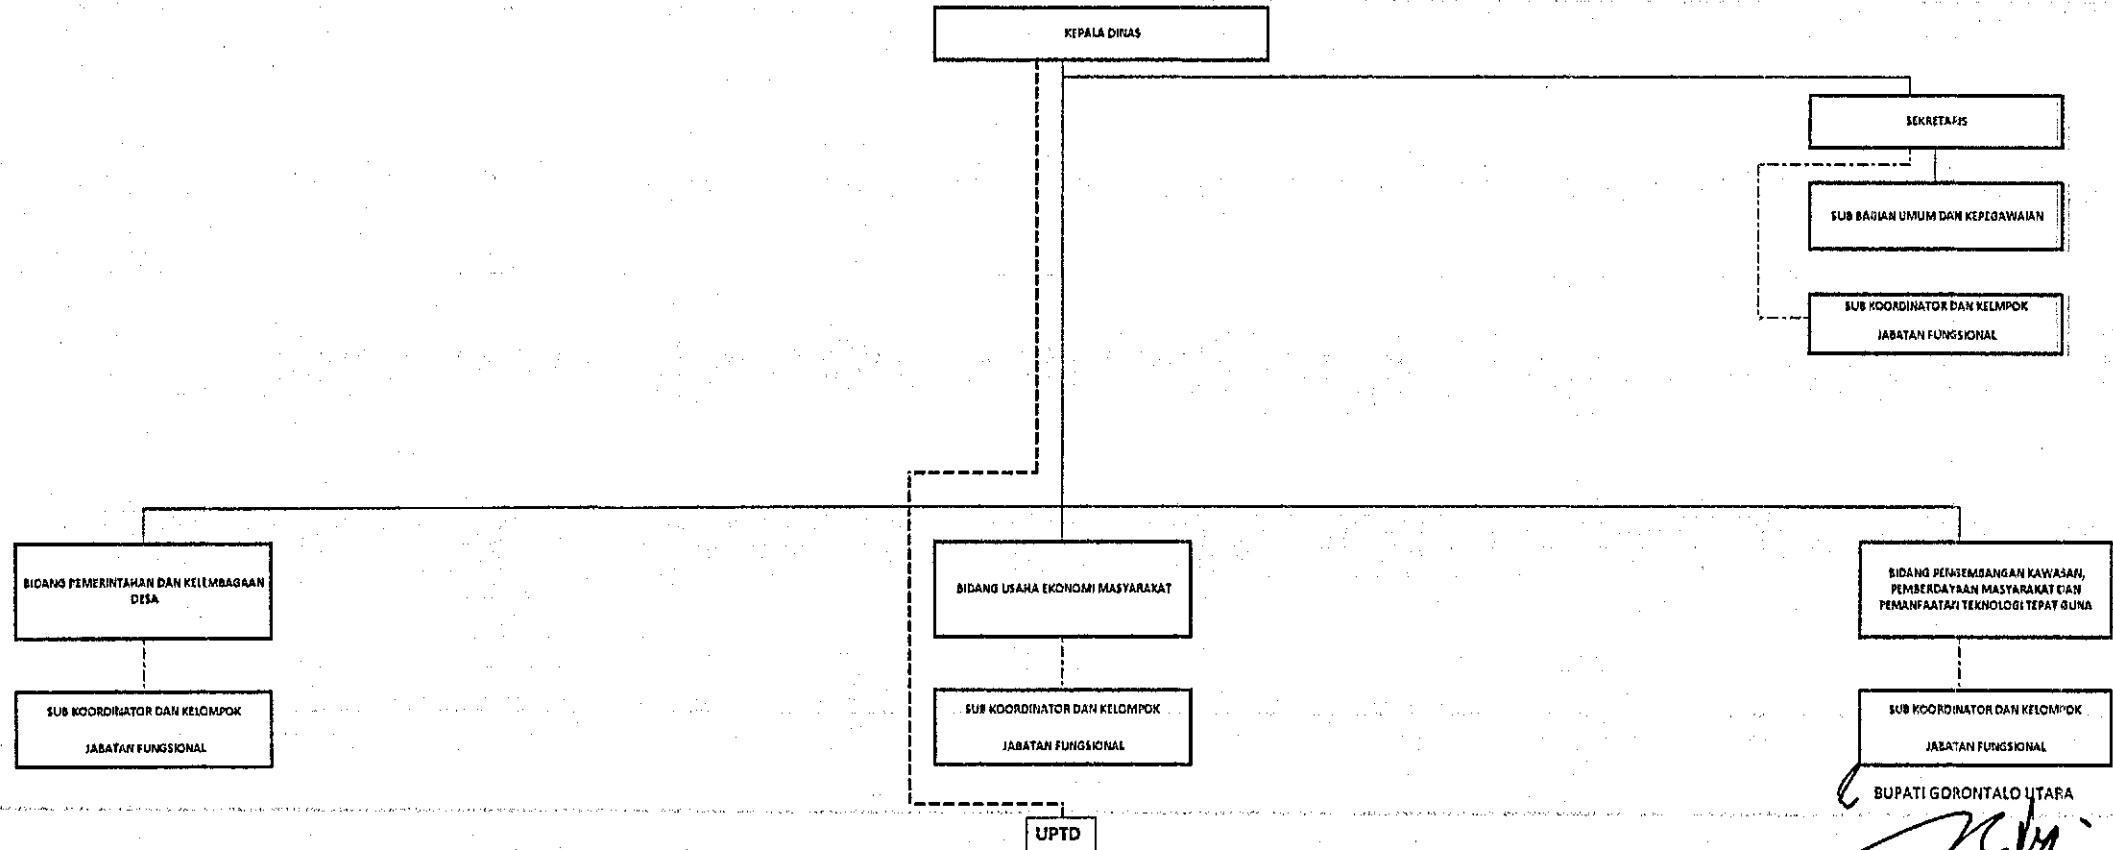 KEPALA DINAS
SEKRETARIS
SUB BAGIAN UMUM DAN KEPEGAWAIAN
SUB KOORDINATOR DAN KELMPOK
JABATAN FUNGSIONAL
BIDANG PEMERINTAHAN DAN KELEMBAGAAN
DESA
BIDANG USAHA EKONOMI MASYARAKAT
BIDANG PENGEMBANGAN KAWASAN,
PEMBERDAYAAN MASYARAKAT DAN
PEMANFAATAN TEKNOLOGI TEPAT GUNA
SUB KOORDINATOR DAN KELOMPOK
JABATAN FUNGSIONAL
SUB KOORDINATOR DAN KELOMPOK
JABATAN FUNGSIONAL
SUB KOORDINATOR DAN KELOMPOK
JABATAN FUNGSIONAL
BUPATI GORONTALO UTARA
UPTD